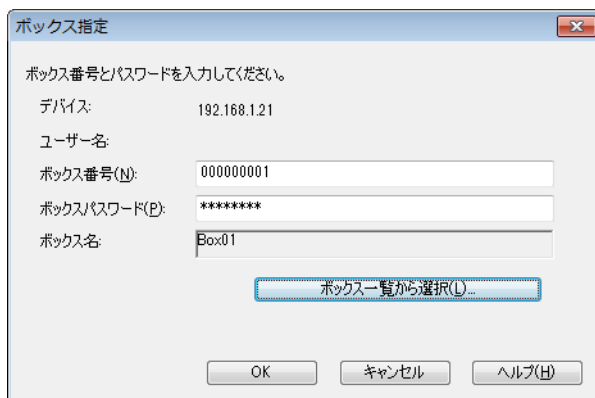 ボックス指定
ボックス番号とパスワードを入力してください。
デバイス: 192.168.1.21
ユーザー名:
ボックス番号(N): 000000001
ボックスパスワード(P): ********
ボックス名: Box01
ボックス一覧から選択(L)...
OK キャンセル ヘルプ(H)